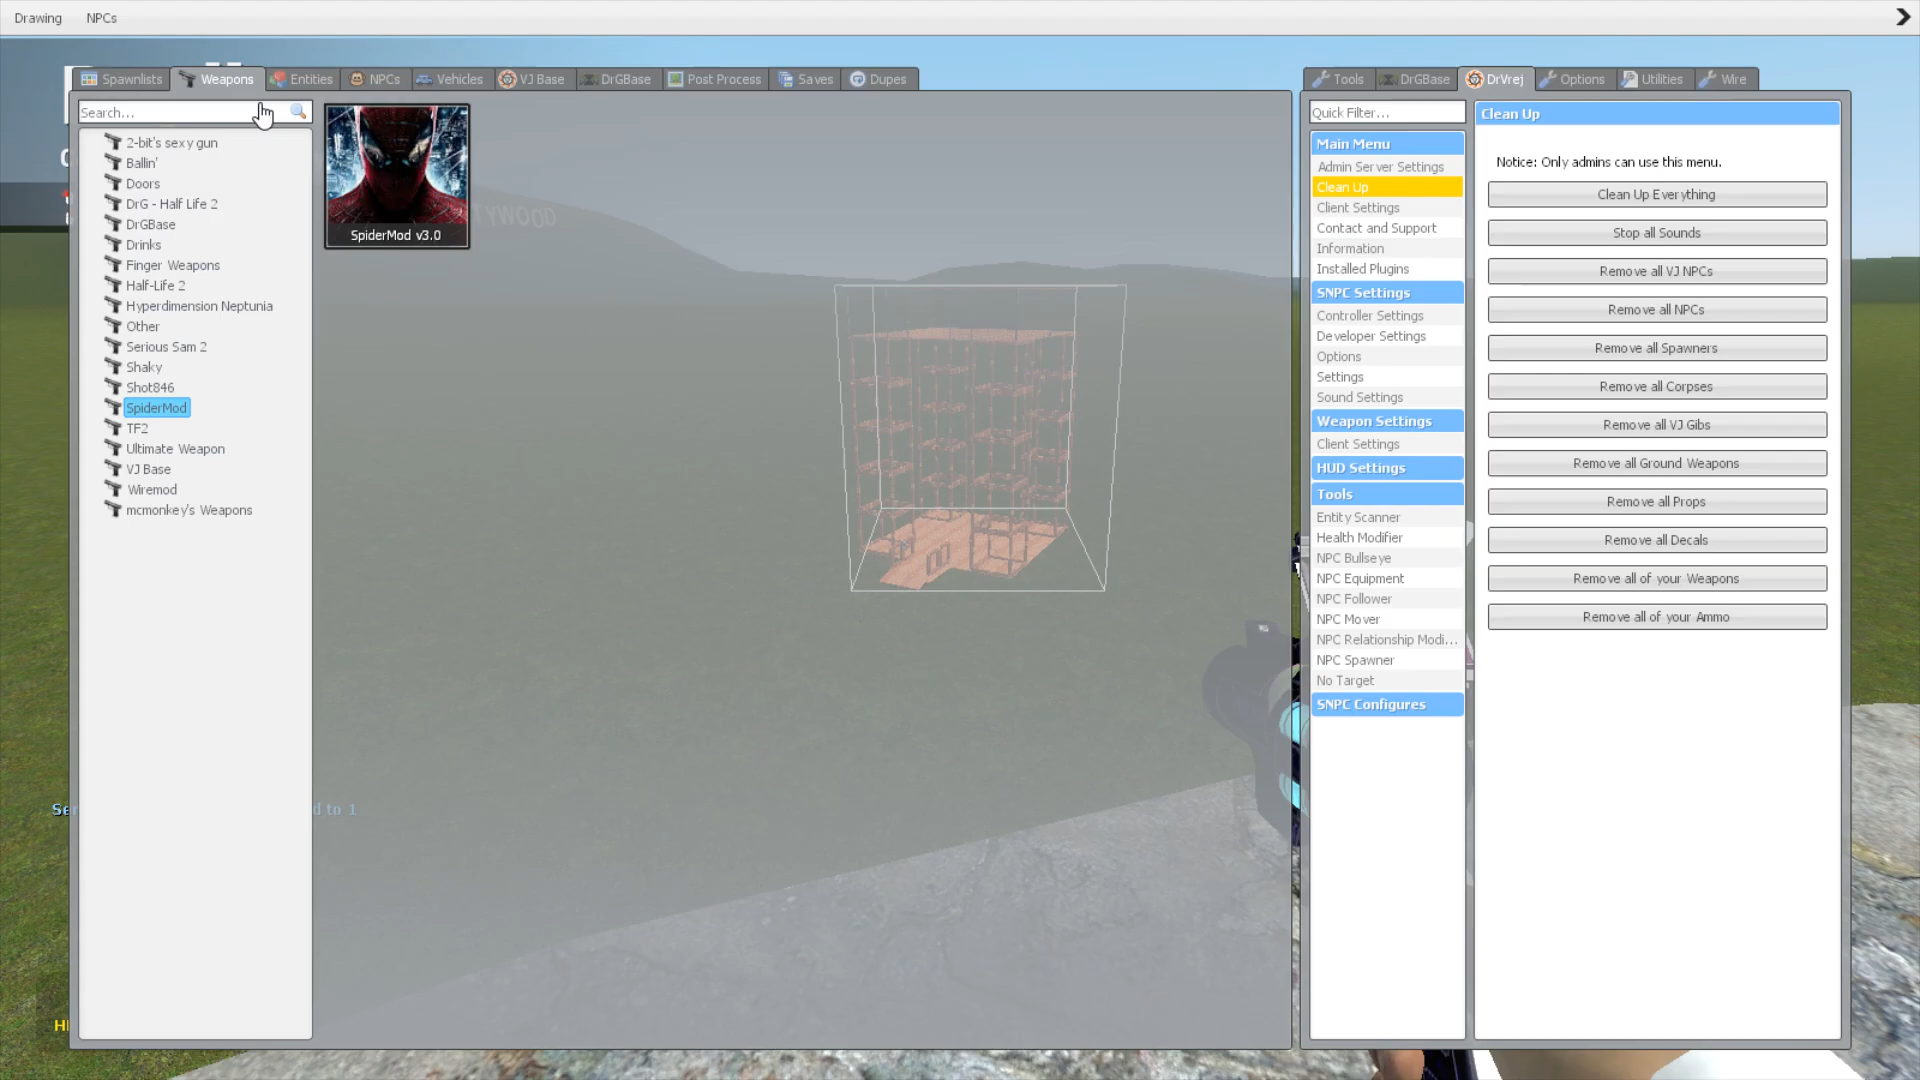 Drawing NPCs
Spawnlists Weapons Entities NPCs Vehicles VJ Base DrGBase Post Process Saves Dupes
Search...
2-bit's sexy gun
Ballin'
Doors
DrG - Half Life 2
DrGBase
Drinks
Finger Weapons
Half-Life 2
Hyperdimension Neptunia
Other
Serious Sam 2
Shaky
Shot846
SpiderMod
TF2
Ultimate Weapon
VJ Base
Wiremod
mcmonkey's Weapons
SpiderMod v3.0
TYWOOD
d to 1
Tools DrGBase DrVrej Options Utilities Wire
Quick Filter...
Main Menu
Admin Server Settings
Clean Up
Client Settings
Contact and Support
Information
Installed Plugins
SNPC Settings
Controller Settings
Developer Settings
Options
Settings
Sound Settings
Weapon Settings
Client Settings
HUD Settings
Tools
Entity Scanner
Health Modifier
NPC Bullseye
NPC Equipment
NPC Follower
NPC Mover
NPC Relationship Modi...
NPC Spawner
No Target
SNPC Configures
Clean Up
Notice: Only admins can use this menu.
Clean Up Everything
Stop all Sounds
Remove all VJ NPCs
Remove all NPCs
Remove all Spawners
Remove all Corpses
Remove all VJ Gibs
Remove all Ground Weapons
Remove all Props
Remove all Decals
Remove all of your Weapons
Remove all of your Ammo